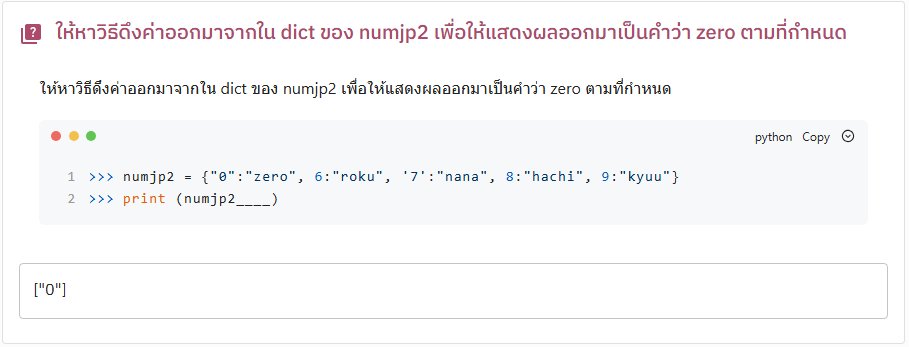 ให้หาวิธีดึงค่าออกมาจากใน dict ของ numjp2 เพื่อให้แสดงผลออกมาเป็นคำว่า zero ตามที่กำหนด
ให้หาวิธีดึงค่าออกมาจากใน dict ของ numjp2 เพื่อให้แสดงผลออกมาเป็นคำว่า zero ตามที่กำหนด
python Copy
1 >>> numjp2 = {"0":"zero", 6:"roku", '7':"nana", 8:"hachi", 9:"kyuu"}
2 >>> print (numjp2____)
["0"]